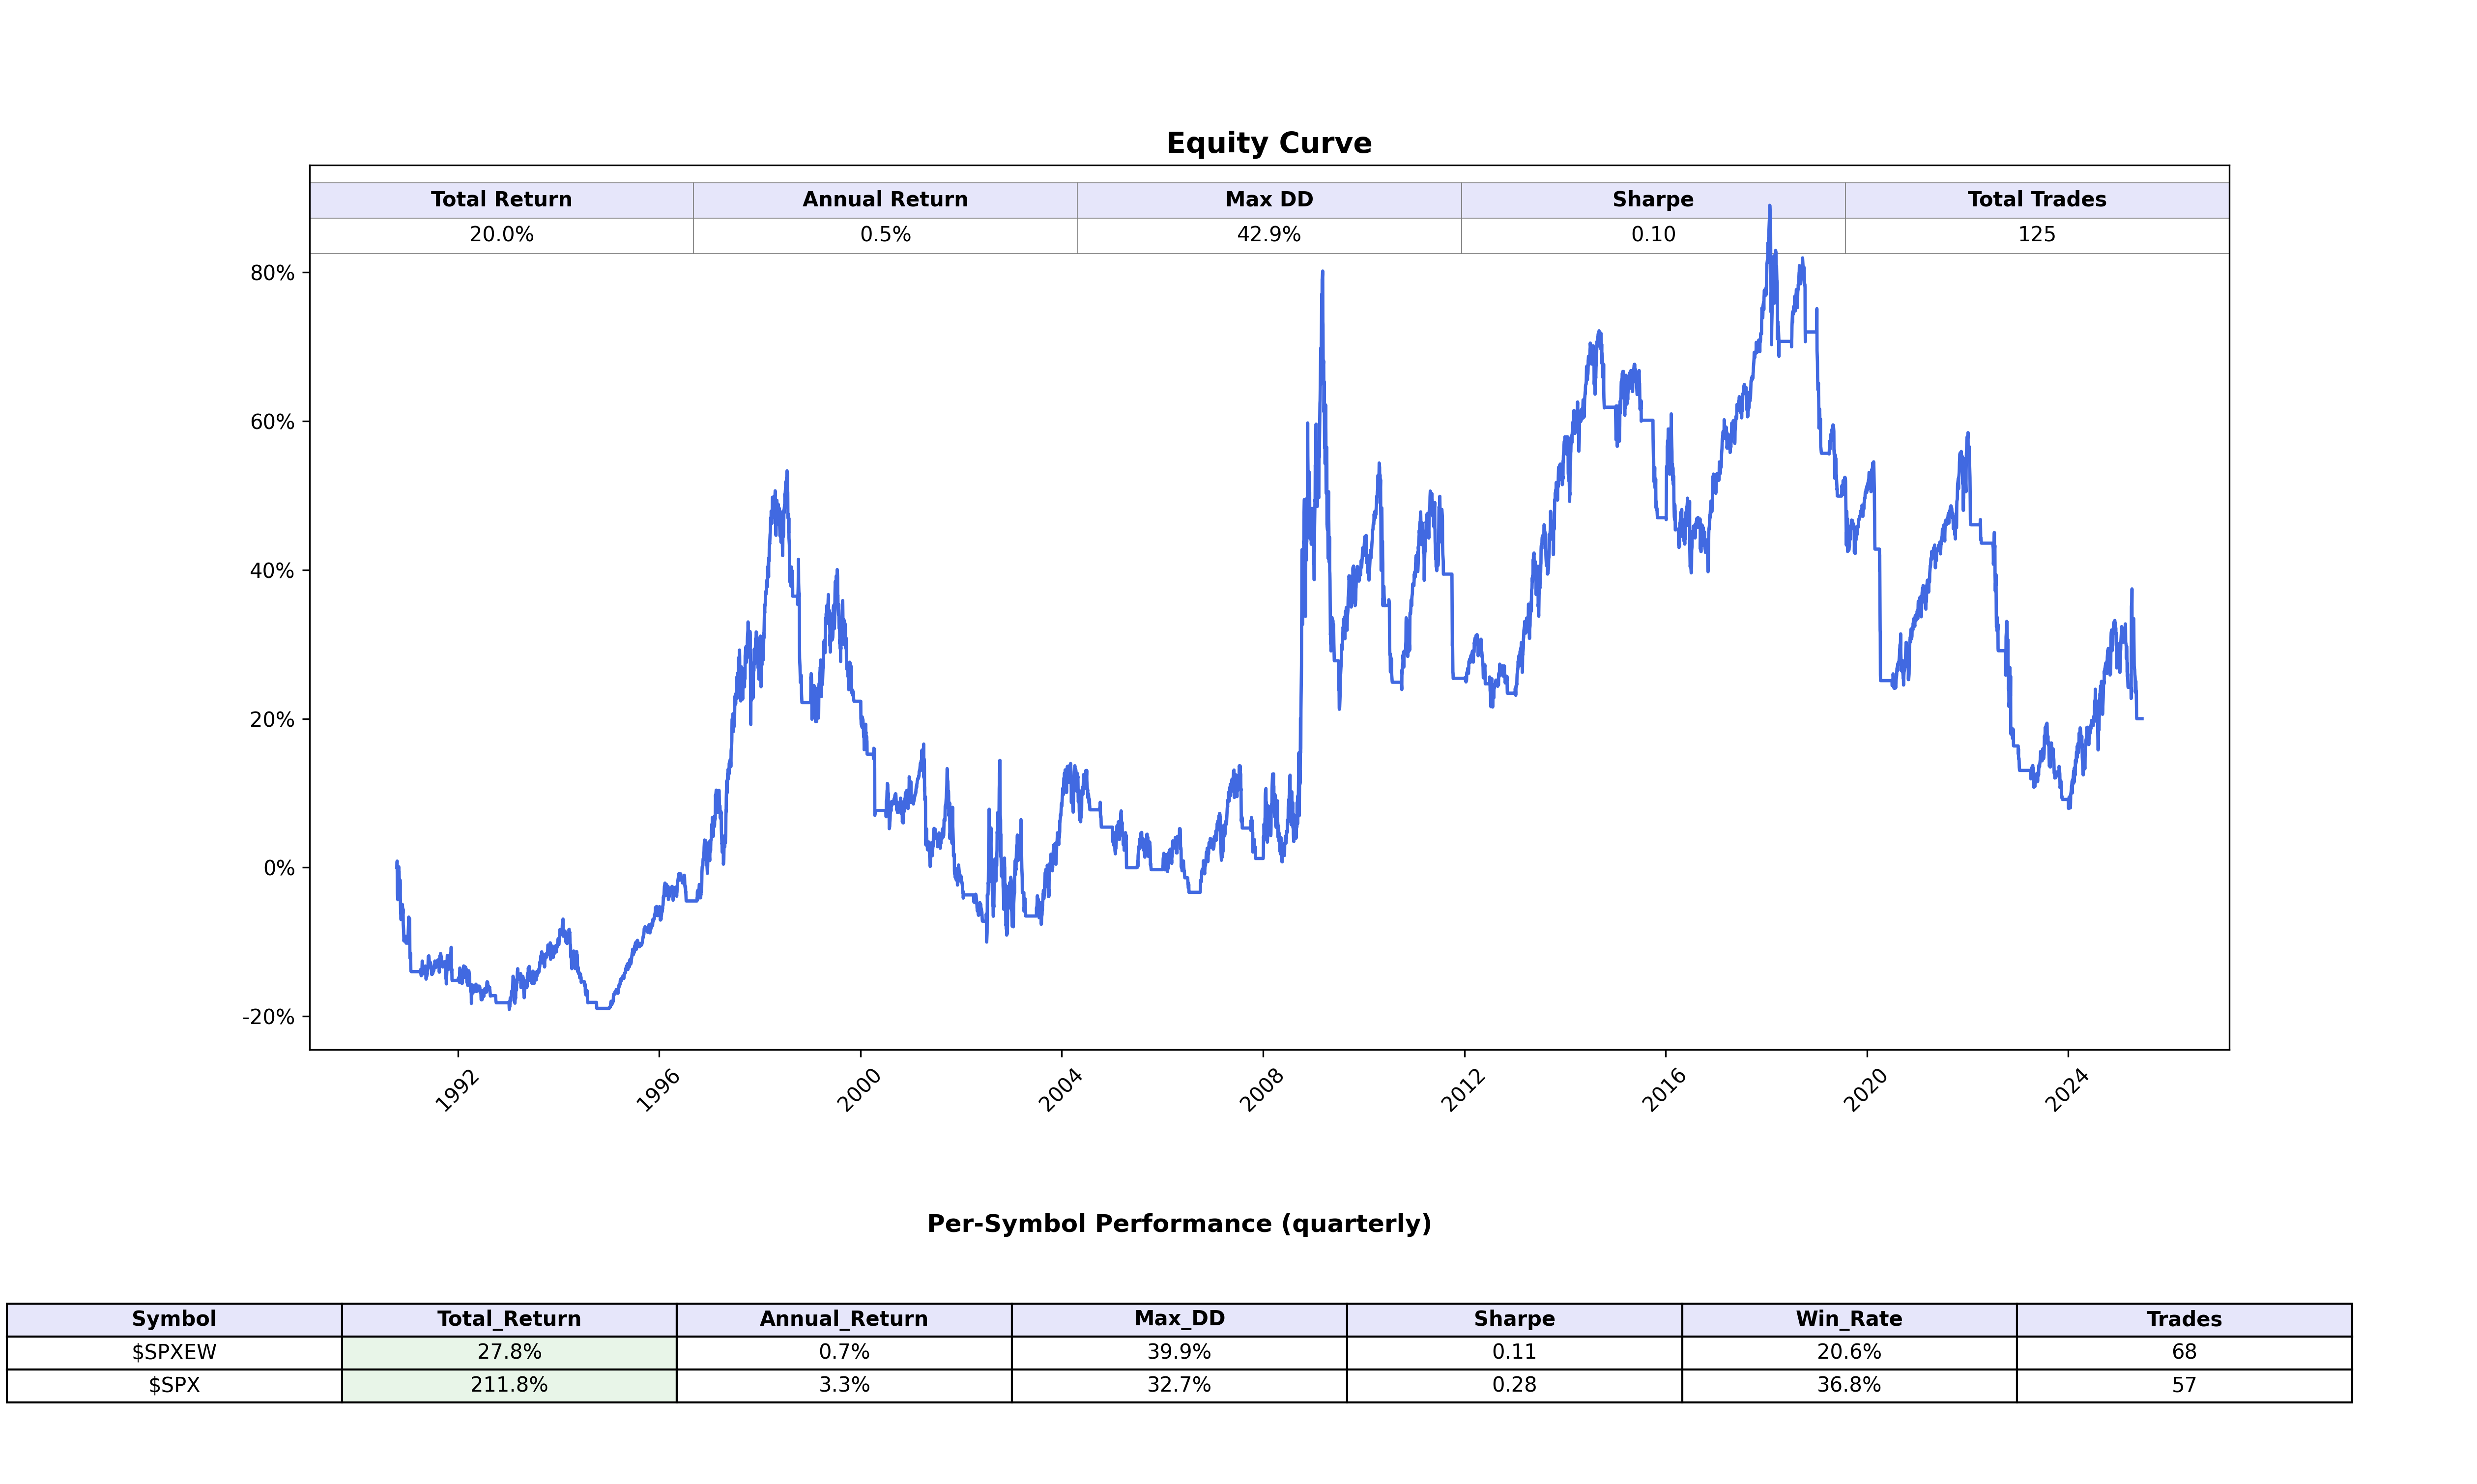 Equity Curve
Total Return Annual Return Max DD Sharpe Total Trades
20.0% 0.5% 42.9% 0.10 125
80%
60%
40%
20%
0%
-20%
1992 1996 2000 2004 2008 2012 2016 2020 2024
Per-Symbol Performance (quarterly)
Symbol Total_Return Annual_Return Max_DD Sharpe Win_Rate Trades
$SPXEW 27.8% 0.7% 39.9% 0.11 20.6% 68
$SPX 211.8% 3.3% 32.7% 0.28 36.8% 57